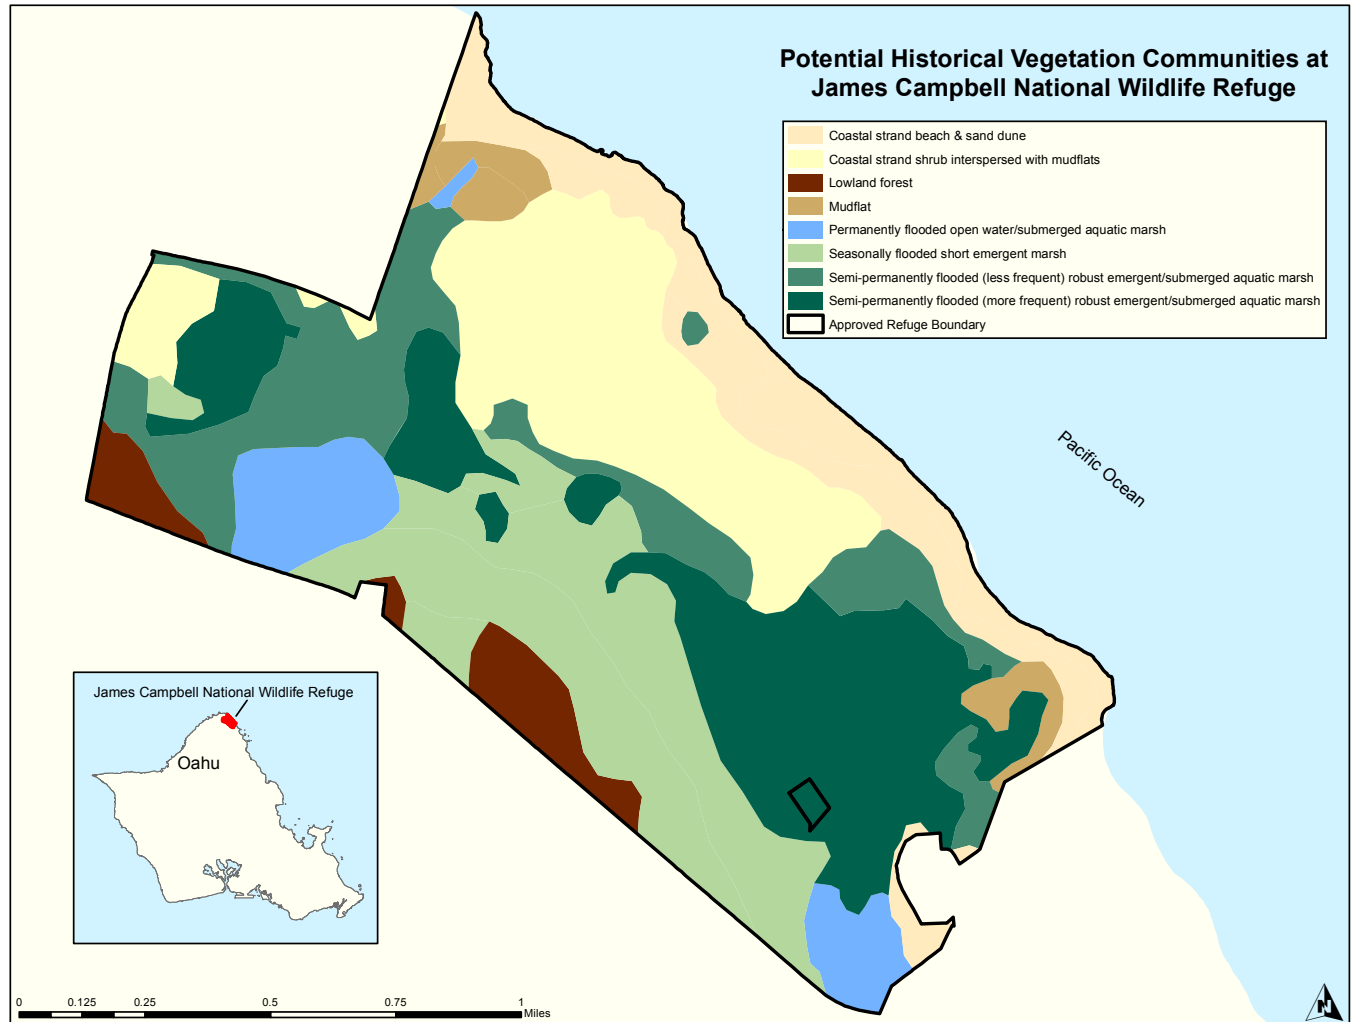 Potential Historical Vegetation Communities at
James Campbell National Wildlife Refuge
Coastal strand beach & sand dune
Coastal strand shrub interspersed with mudflats
Lowland forest
Mudflat
Permanently flooded open water/submerged aquatic marsh
Seasonally flooded short emergent marsh
Semi-permanently flooded (less frequent) robust emergent/submerged aquatic marsh
Semi-permanently flooded (more frequent) robust emergent/submerged aquatic marsh
Approved Refuge Boundary
Pacific Ocean
James Campbell National Wildlife Refuge
Oahu
0 0.125 0.25 0.5 0.75 1
Miles
N